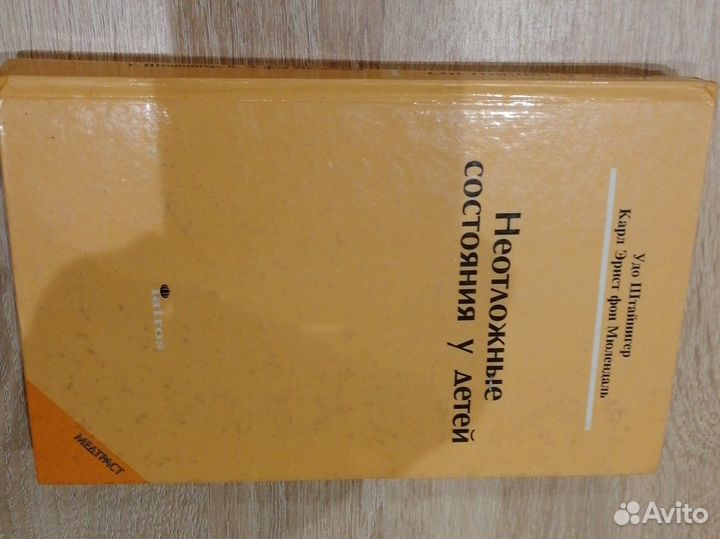 Удо Штайнигер
Карл Эрнст фон Мюлендаль
Неотложные
состояния у детей
iatros
МЕДТРАСТ
Avito